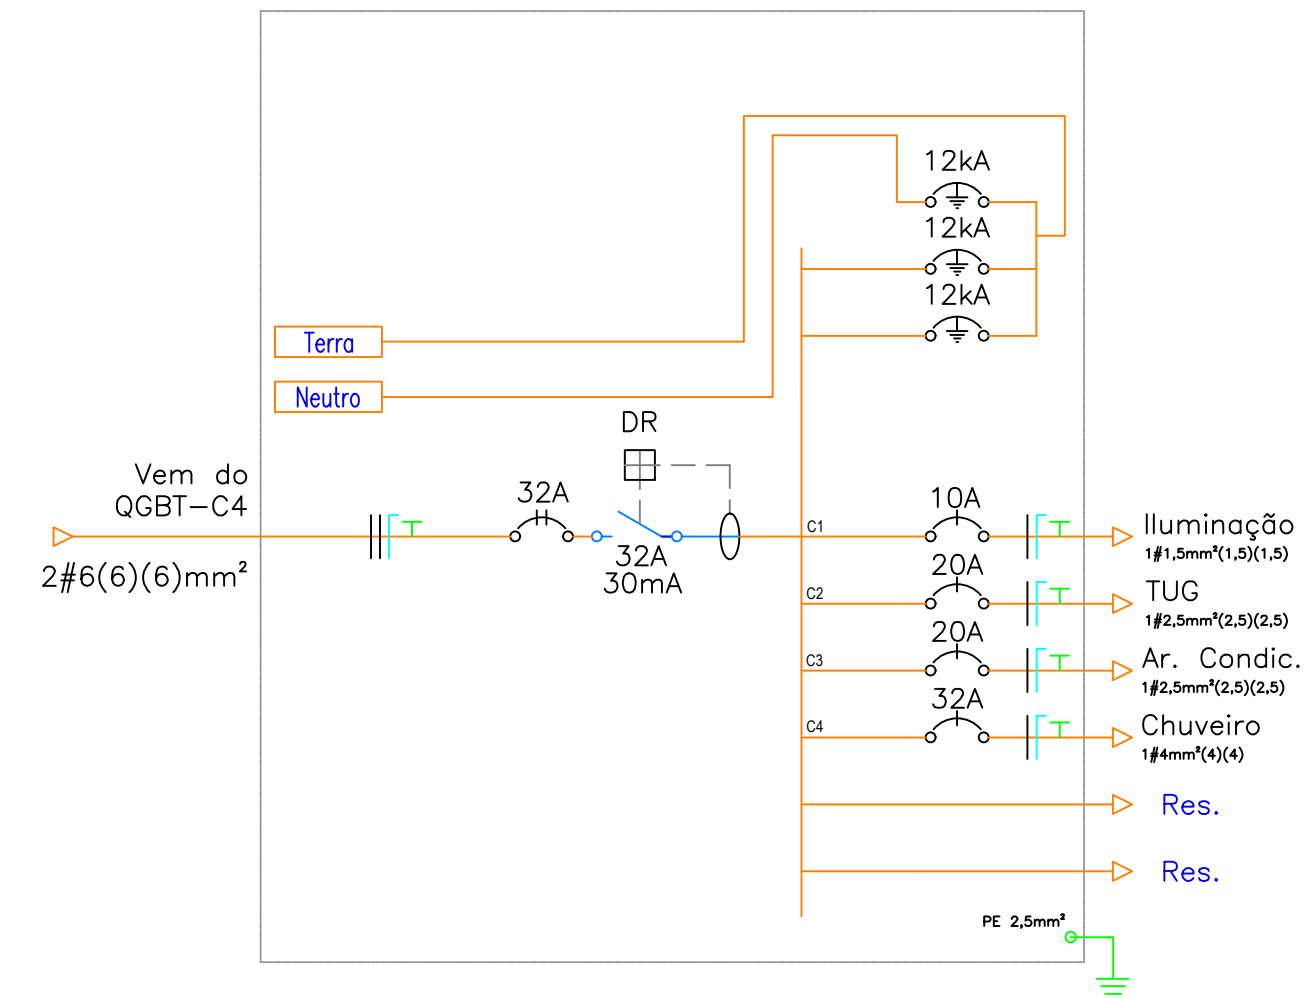 12kA
12kA
12kA
Terra
Neutro
DR
Vem do
QGBT-C4
2#6(6)(6)mm²
32A
32A
30mA
C1
10A
Iluminação
1#1,5mm²(1,5)(1,5)
C2
20A
TUG
1#2,5mm²(2,5)(2,5)
C3
20A
Ar. Condic.
1#2,5mm²(2,5)(2,5)
C4
32A
Chuveiro
1#4mm²(4)(4)
Res.
Res.
PE 2,5mm²